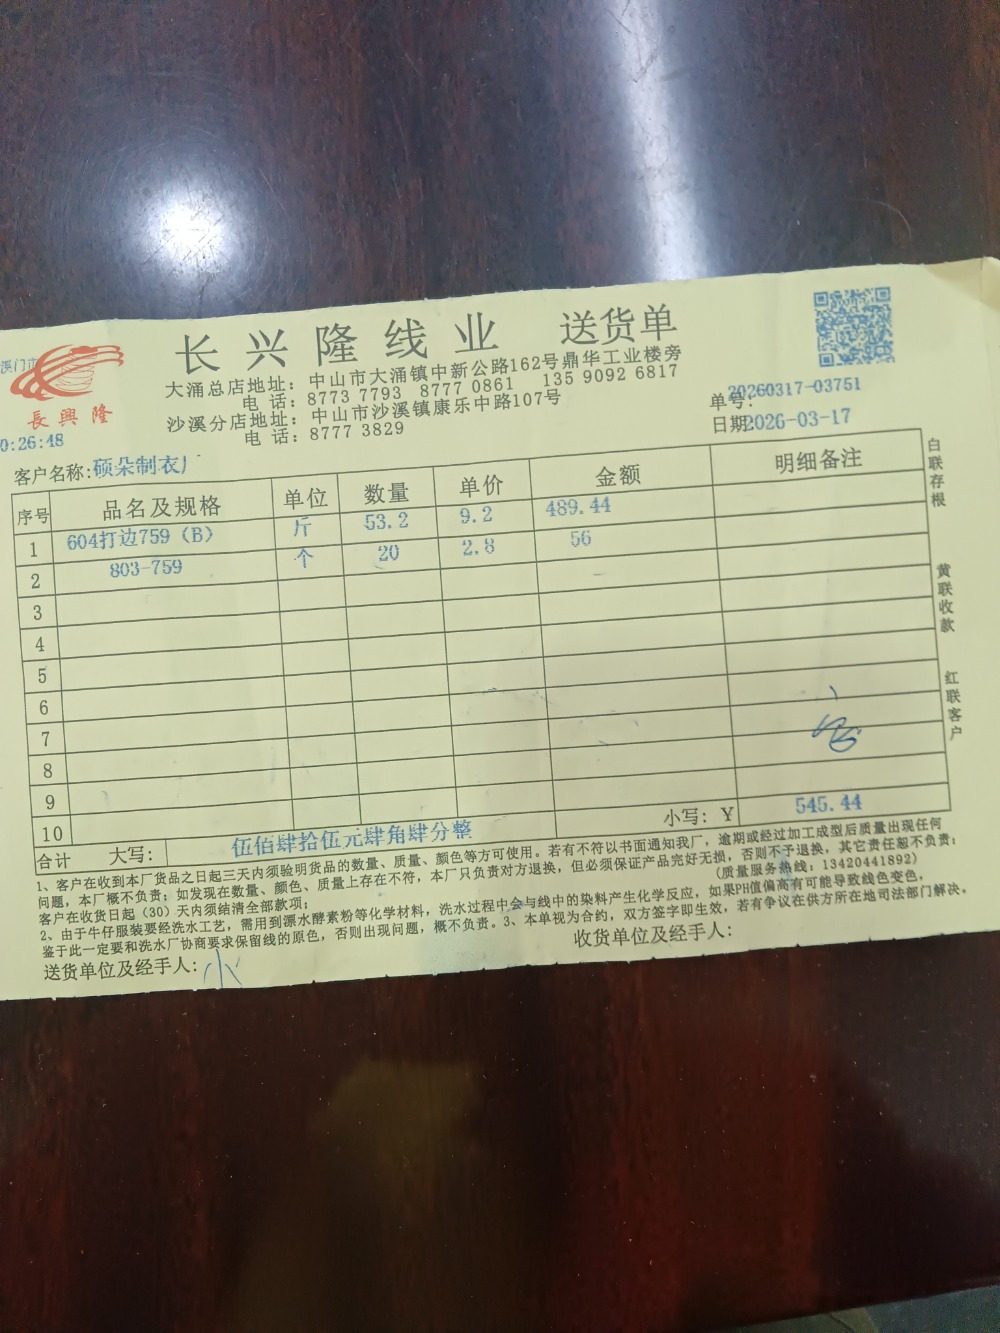 长兴隆线业 送货单
溪门市
長興隆
大涌总店地址：中山市大涌镇中新公路162号鼎华工业楼旁
电话：8773 7793 8777 0861 135 9092 6817
沙溪分店地址：中山市沙溪镇康乐中路107号
电话：8777 3829
单号：20260317-03751
日期2026-03-17
0:26:48
客户名称:硕朵制衣厂
序号 品名及规格 单位 数量 单价 金额 明细备注
1 604打边759（B） 斤 53.2 9.2 489.44
2 803-759 个 20 2.8 56
3
4
5
6
7
8
9
10
合计 大写： 伍佰肆拾伍元肆角肆分整 小写：￥ 545.44
白联存根
黄联收款
红联客户
1、客户在收到本厂货品之日起三天内须验明货品的数量、质量、颜色等方可使用。若有不符以书面通知我厂，逾期或经过加工成型后质量出现任何
问题，本厂概不负责；如发现在数量、颜色、质量上存在不符，本厂只负责对方退换，但必须保证产品完好无损，否则不予退换，其它责任恕不负责；
客户在收货日起（30）天内须结清全部款项； （质量服务热线：13420441892）
2、由于牛仔服装要经洗水工艺，需用到漂水酵素粉等化学材料，洗水过程中会与线中的染料产生化学反应，如果PH值偏高有可能导致线色变色，
鉴于此一定要和洗水厂协商要求保留线的原色，否则出现问题，概不负责。3、本单视为合约，双方签字即生效，若有争议在供方所在地司法部门解决。
送货单位及经手人:小 收货单位及经手人: